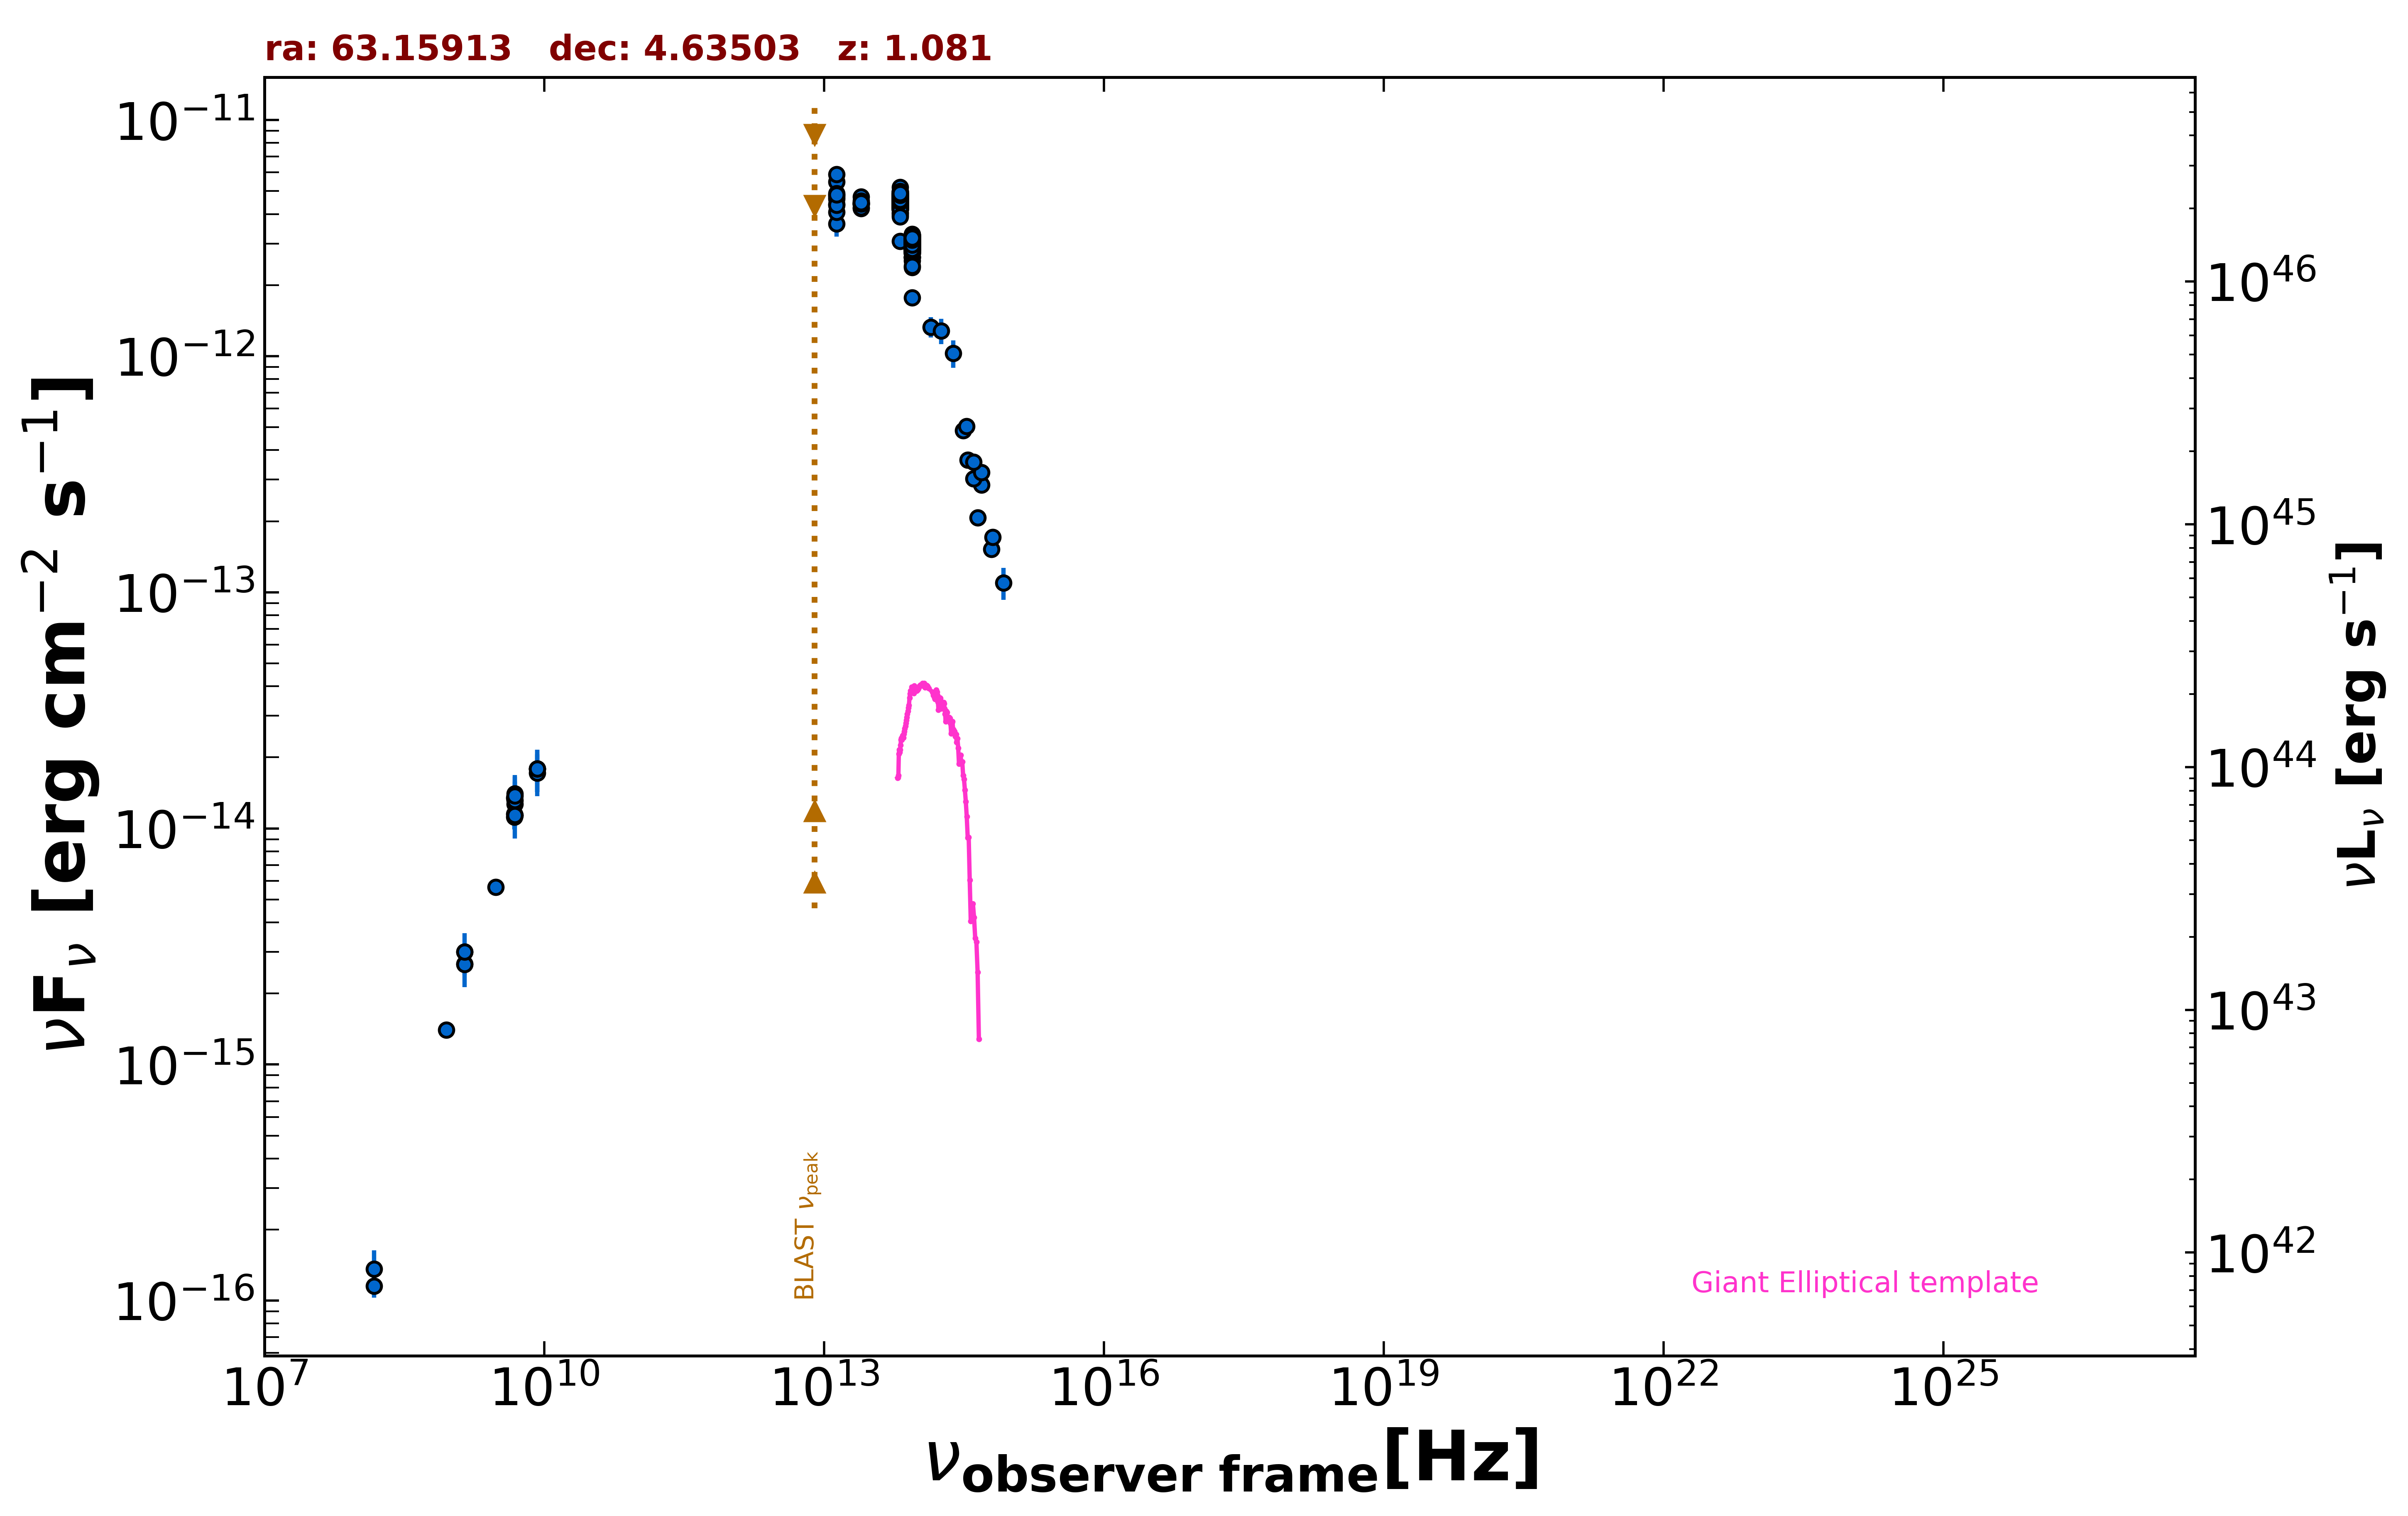 ra: 63.15913   dec: 4.63503   z: 1.081
10⁻¹¹
10⁻¹²
10⁻¹³
10⁻¹⁴
10⁻¹⁵
10⁻¹⁶
νFν [erg cm⁻² s⁻¹]
10⁴⁶
10⁴⁵
10⁴⁴
10⁴³
10⁴²
νLν [erg s⁻¹]
BLAST νpeak
Giant Elliptical template
10⁷ 10¹⁰ 10¹³ 10¹⁶ 10¹⁹ 10²² 10²⁵
νobserver frame[Hz]